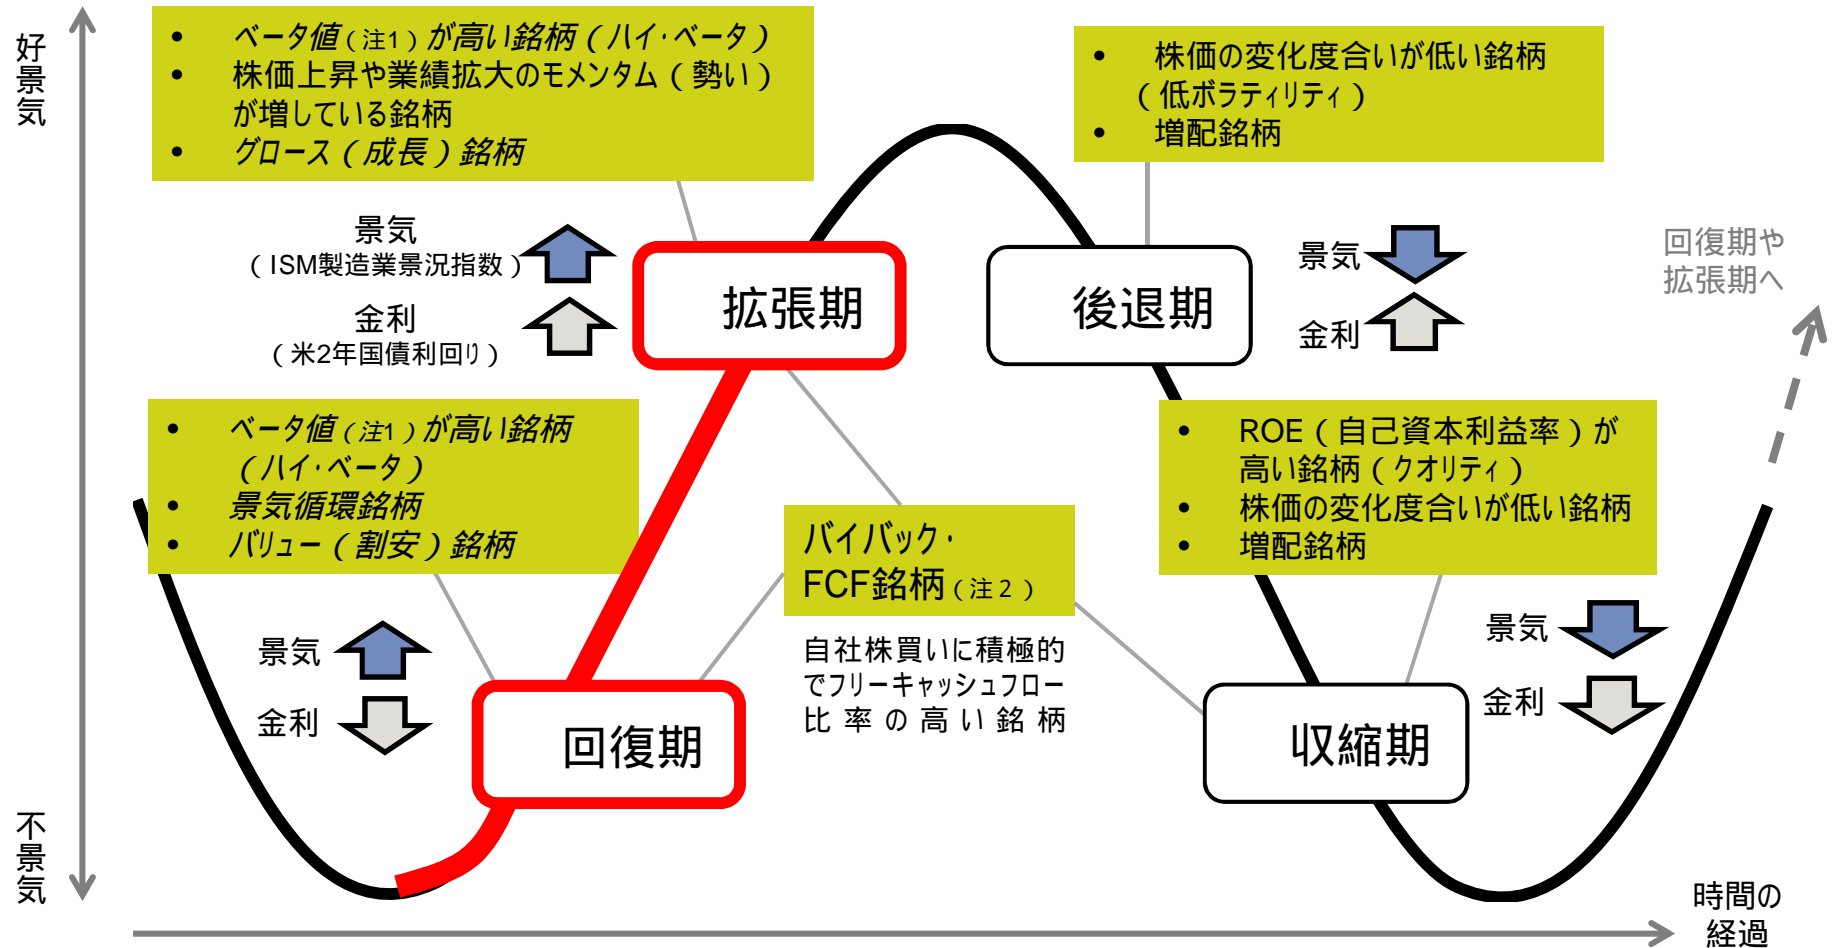 好景気
• ベータ値（注1）が高い銘柄（ハイ・ベータ）
• 株価上昇や業績拡大のモメンタム（勢い）
が増している銘柄
• グロース（成長）銘柄
• 株価の変化度合いが低い銘柄
（低ボラティリティ）
• 増配銘柄
景気
（ISM製造業景況指数）
金利
（米2年国債利回り）
拡張期
後退期
景気
金利
回復期や
拡張期へ
• ベータ値（注1）が高い銘柄
（ハイ・ベータ）
• 景気循環銘柄
• バリュー（割安）銘柄
バイバック・
FCF銘柄（注２）
自社株買いに積極的
でフリーキャッシュフロー
比率の高い銘柄
• ROE（自己資本利益率）が
高い銘柄（クオリティ）
• 株価の変化度合いが低い銘柄
• 増配銘柄
景気
金利
回復期
収縮期
景気
金利
不景気
時間の
経過